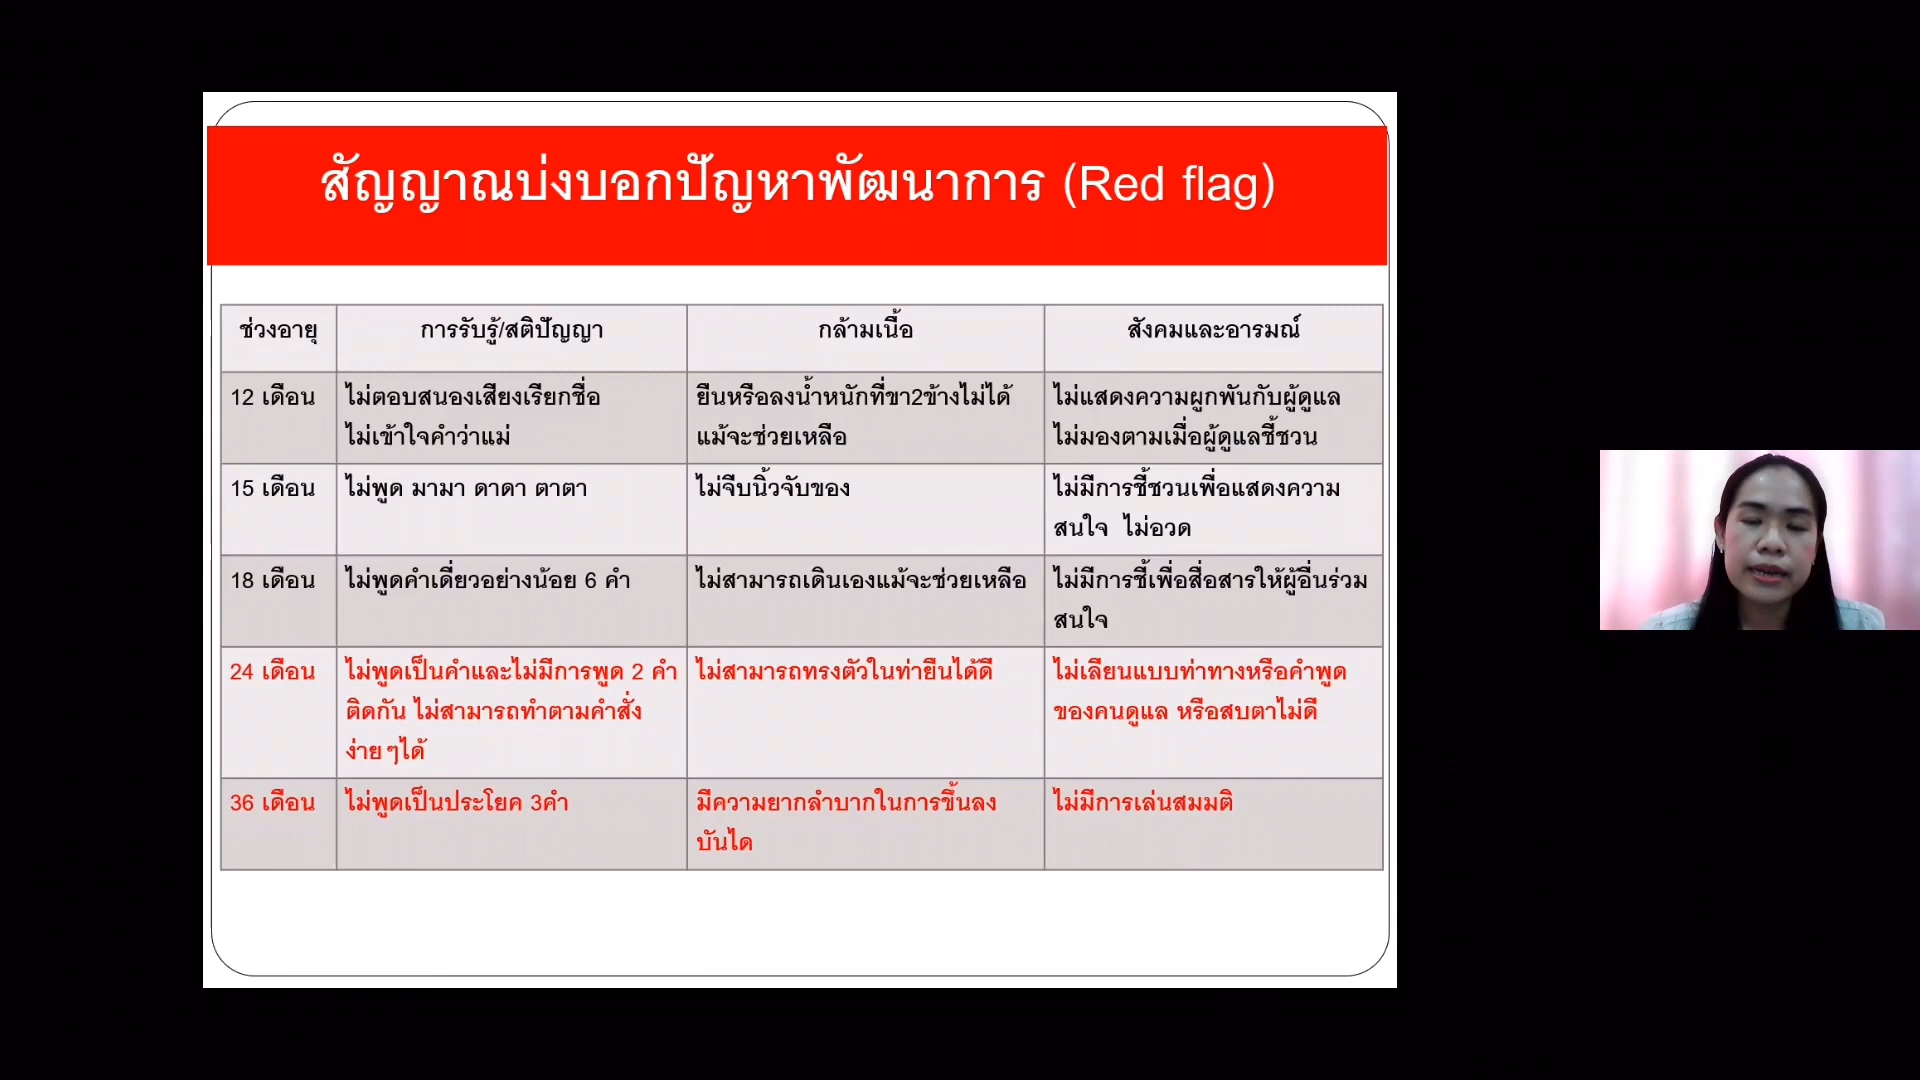 สัญญาณบ่งบอกปัญหาพัฒนาการ (Red flag)
ช่วงอายุ การรับรู้/สติปัญญา กล้ามเนื้อ สังคมและอารมณ์
12 เดือน ไม่ตอบสนองเสียงเรียกชื่อ ยืนหรือลงน้ำหนักที่ขา2ข้างไม่ได้ ไม่แสดงความผูกพันกับผู้ดูแล
ไม่เข้าใจคำว่าแม่ แม้จะช่วยเหลือ ไม่มองตามเมื่อผู้ดูแลชี้ชวน
15 เดือน ไม่พูด มามา ดาดา ตาตา ไม่จีบนิ้วจับของ ไม่มีการชี้ชวนเพื่อแสดงความ
สนใจ ไม่อวด
18 เดือน ไม่พูดคำเดี่ยวอย่างน้อย 6 คำ ไม่สามารถเดินเองแม้จะช่วยเหลือ ไม่มีการชี้เพื่อสื่อสารให้ผู้อื่นร่วม
สนใจ
24 เดือน ไม่พูดเป็นคำและไม่มีการพูด 2 คำ ไม่สามารถทรงตัวในท่ายืนได้ดี ไม่เลียนแบบท่าทางหรือคำพูด
ติดกัน ไม่สามารถทำตามคำสั่ง ของคนดูแล หรือสบตาไม่ดี
ง่ายๆได้
36 เดือน ไม่พูดเป็นประโยค 3คำ มีความยากลำบากในการขึ้นลง ไม่มีการเล่นสมมติ
บันได